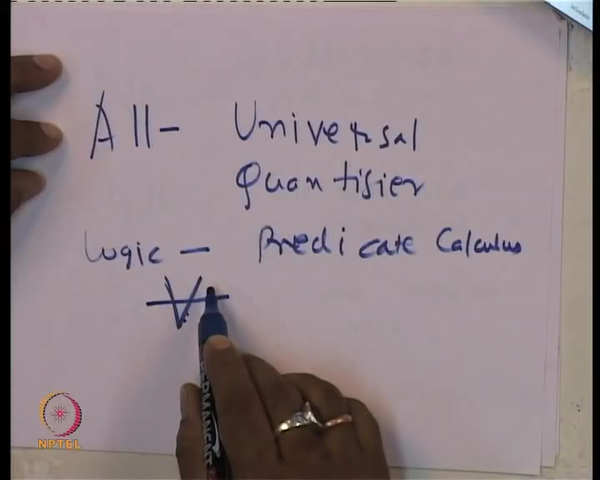 All - Universal
Quantifier
Logic - Predicate Calculus
∀
NPTEL